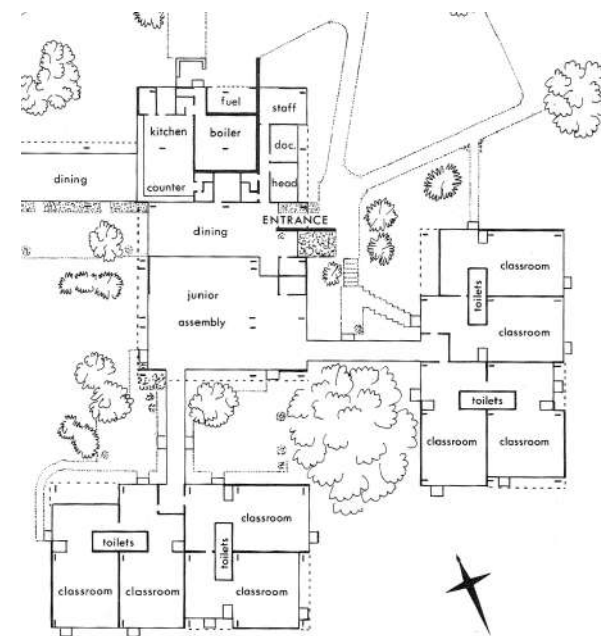 fuel
staff
kitchen
boiler
doc.
dining
counter
head
dining
ENTRANCE
classroom
toilets
junior
assembly
classroom
toilets
classroom
classroom
classroom
toilets
toilets
classroom
classroom
classroom